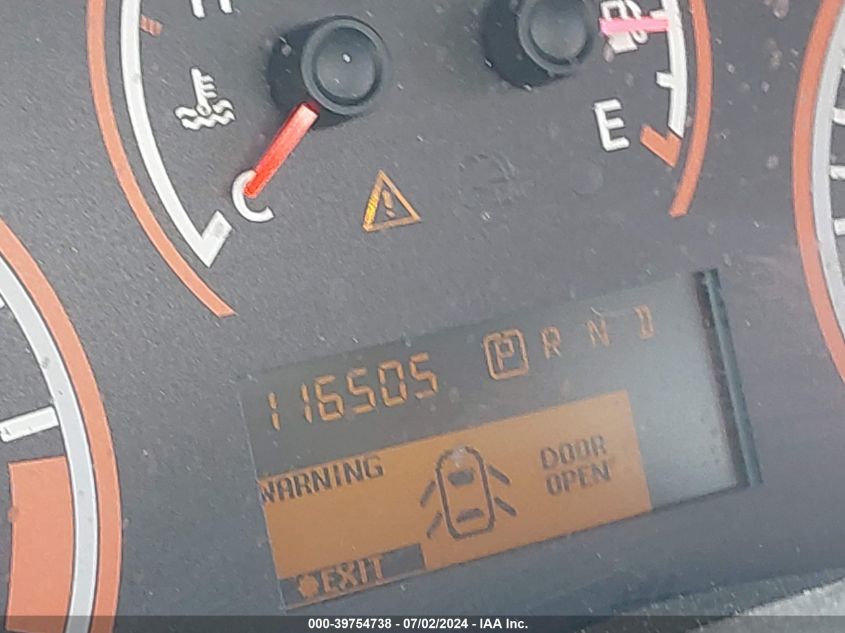 H
C
E
116505 P R N D
WARNING
DOOR
OPEN
EXIT
000-39754738 - 07/02/2024 - IAA Inc.